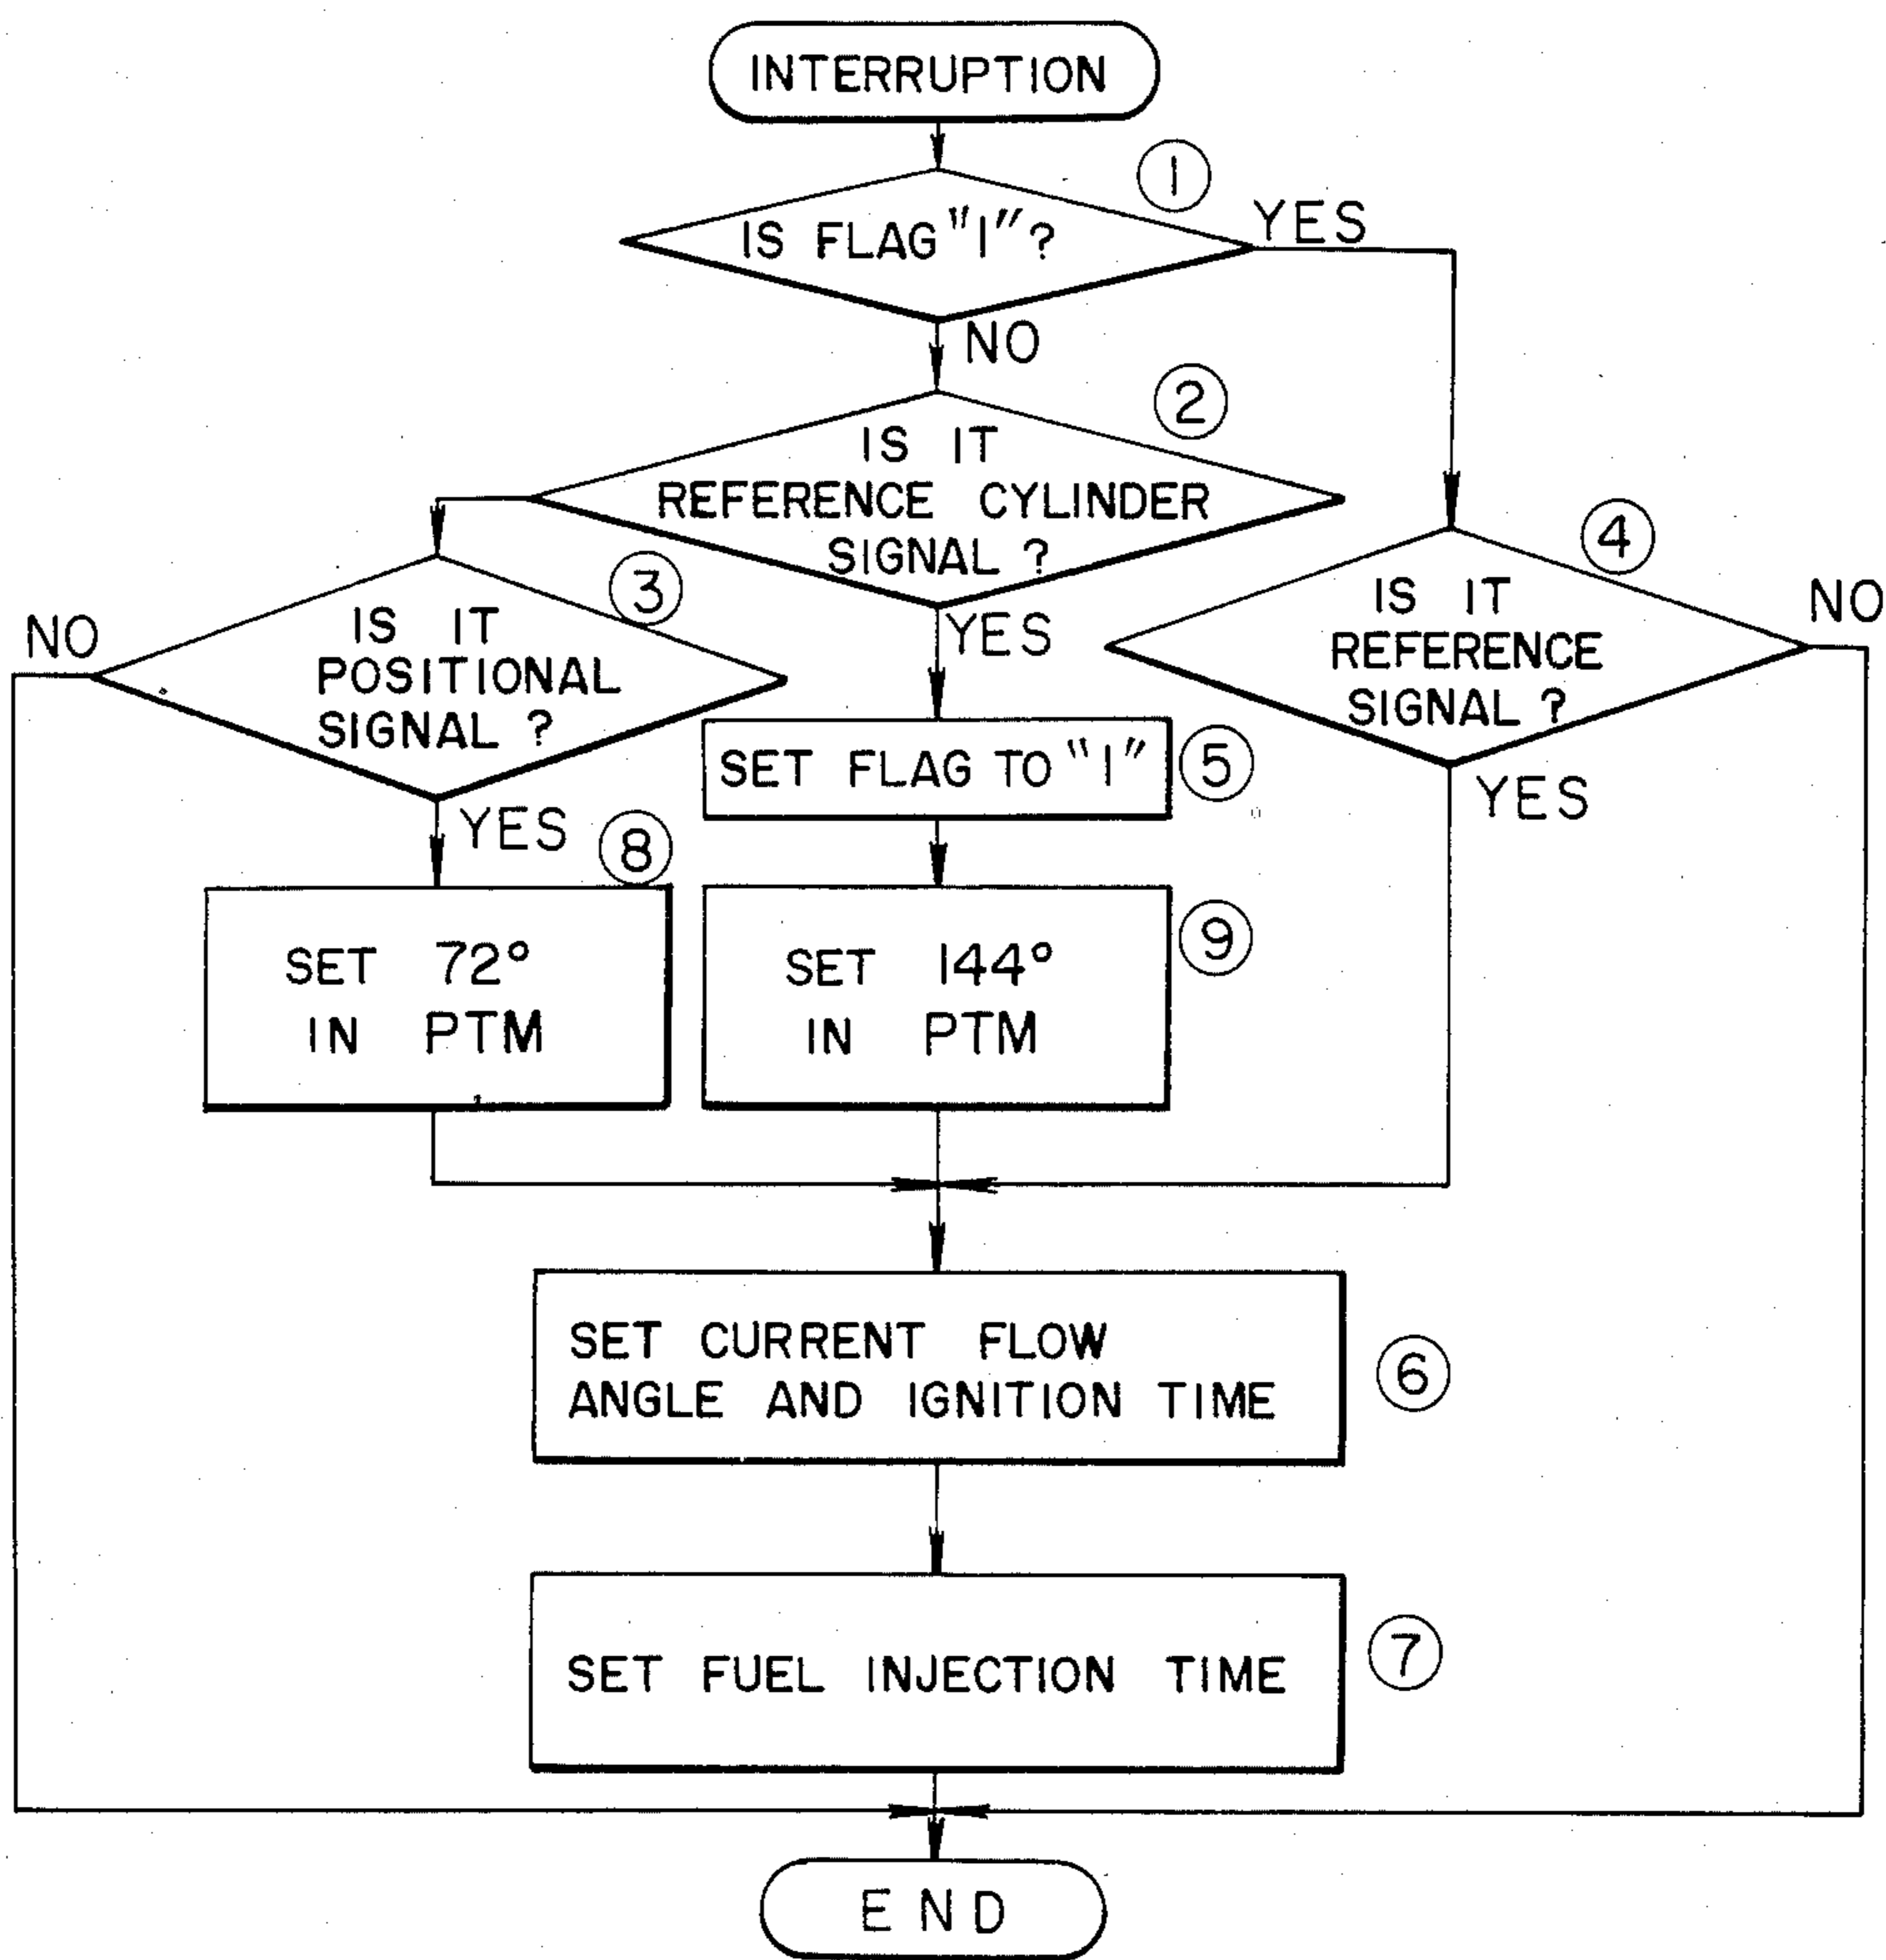 INTERRUPTION
①
IS FLAG "1"?
YES
NO
②
IS IT
REFERENCE CYLINDER
SIGNAL ?
③
④
NO
IS IT
POSITIONAL
SIGNAL ?
YES
IS IT
REFERENCE
SIGNAL ?
NO
SET FLAG TO "1"
⑤
YES
YES
⑧
SET 72°
IN PTM
SET 144°
IN PTM
⑨
SET CURRENT FLOW
ANGLE AND IGNITION TIME
⑥
SET FUEL INJECTION TIME
⑦
END